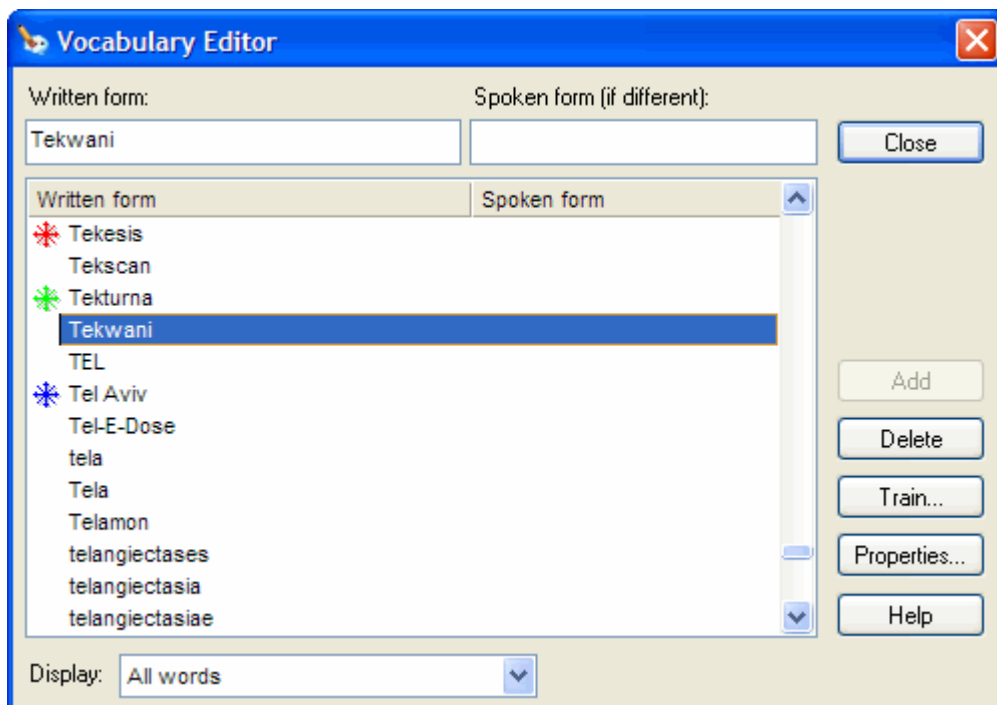 Vocabulary Editor
Written form: Spoken form (if different):
Tekwani
Close
Written form Spoken form
Tekesis
Tekscan
Tekturna
Tekwani
TEL
Tel Aviv
Add
Tel-E-Dose
tela
Delete
Tela
Train...
Telamon
telangiectases
Properties...
telangiectasia
telangiectasiae
Help
Display: All words